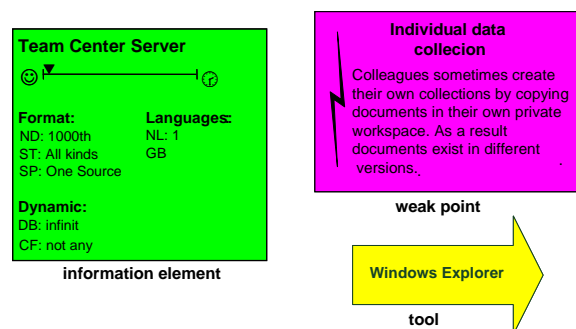 Team Center Server
Format:
ND: 1000th
ST: All kinds
SP: One Source
Languages:
NL: 1
GB
Dynamic:
DB: infinit
CF: not any
information element
Individual data
collecion
Colleagues sometimes create
their own collections by copying
documents in their own private
workspace. As a result
documents exist in different
versions..
weak point
Windows Explorer
tool